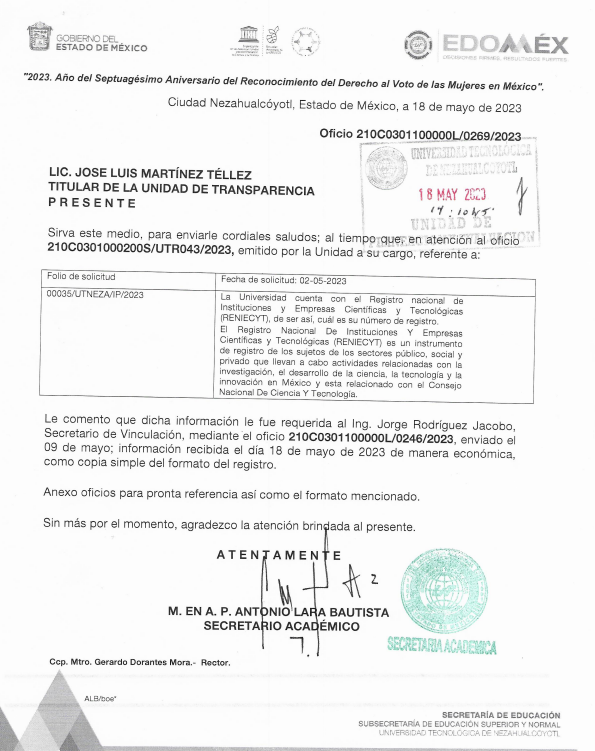 GOBIERNO DEL
ESTADO DE MÉXICO
EDOMÉX
DECISIONES FIRMES, RESULTADOS FUERTES.
"2023. Año del Septuagésimo Aniversario del Reconocimiento del Derecho al Voto de las Mujeres en México".
Ciudad Nezahualcóyotl, Estado de México, a 18 de mayo de 2023
Oficio 210C0301100000L/0269/2023
UNIVERSIDAD TECNOLÓGICA
DE NEZAHUALCOYOTL
18 MAY 2023
14:10 hrs.
UNIDAD DE
LIC. JOSE LUIS MARTÍNEZ TÉLLEZ
TITULAR DE LA UNIDAD DE TRANSPARENCIA
P R E S E N T E
Sirva este medio, para enviarle cordiales saludos; al tiempo que, en atención al oficio
210C0301000200S/UTR043/2023, emitido por la Unidad a su cargo, referente a:
Folio de solicitud
Fecha de solicitud: 02-05-2023
00035/UTNEZA/IP/2023
La Universidad cuenta con el Registro nacional de
Instituciones y Empresas Científicas y Tecnológicas
(RENIECYT), de ser así, cuál es su número de registro.
El Registro Nacional De Instituciones Y Empresas
Científicas y Tecnológicas (RENIECYT) es un instrumento
de registro de los sujetos de los sectores público, social y
privado que llevan a cabo actividades relacionadas con la
investigación, el desarrollo de la ciencia, la tecnología y la
innovación en México y esta relacionado con el Consejo
Nacional De Ciencia Y Tecnología.
Le comento que dicha información le fue requerida al Ing. Jorge Rodríguez Jacobo,
Secretario de Vinculación, mediante el oficio 210C0301100000L/0246/2023, enviado el
09 de mayo; información recibida el día 18 de mayo de 2023 de manera económica,
como copia simple del formato del registro.
Anexo oficios para pronta referencia así como el formato mencionado.
Sin más por el momento, agradezco la atención brindada al presente.
A T E N T A M E N T E
M. EN A. P. ANTONIO LARA BAUTISTA
SECRETARIO ACADÉMICO
SECRETARIA ACADEMICA
Ccp. Mtro. Gerardo Dorantes Mora.- Rector.
ALB/boe*
SECRETARÍA DE EDUCACIÓN
SUBSECRETARÍA DE EDUCACIÓN SUPERIOR Y NORMAL
UNIVERSIDAD TECNOLÓGICA DE NEZAHUALCÓYOTL